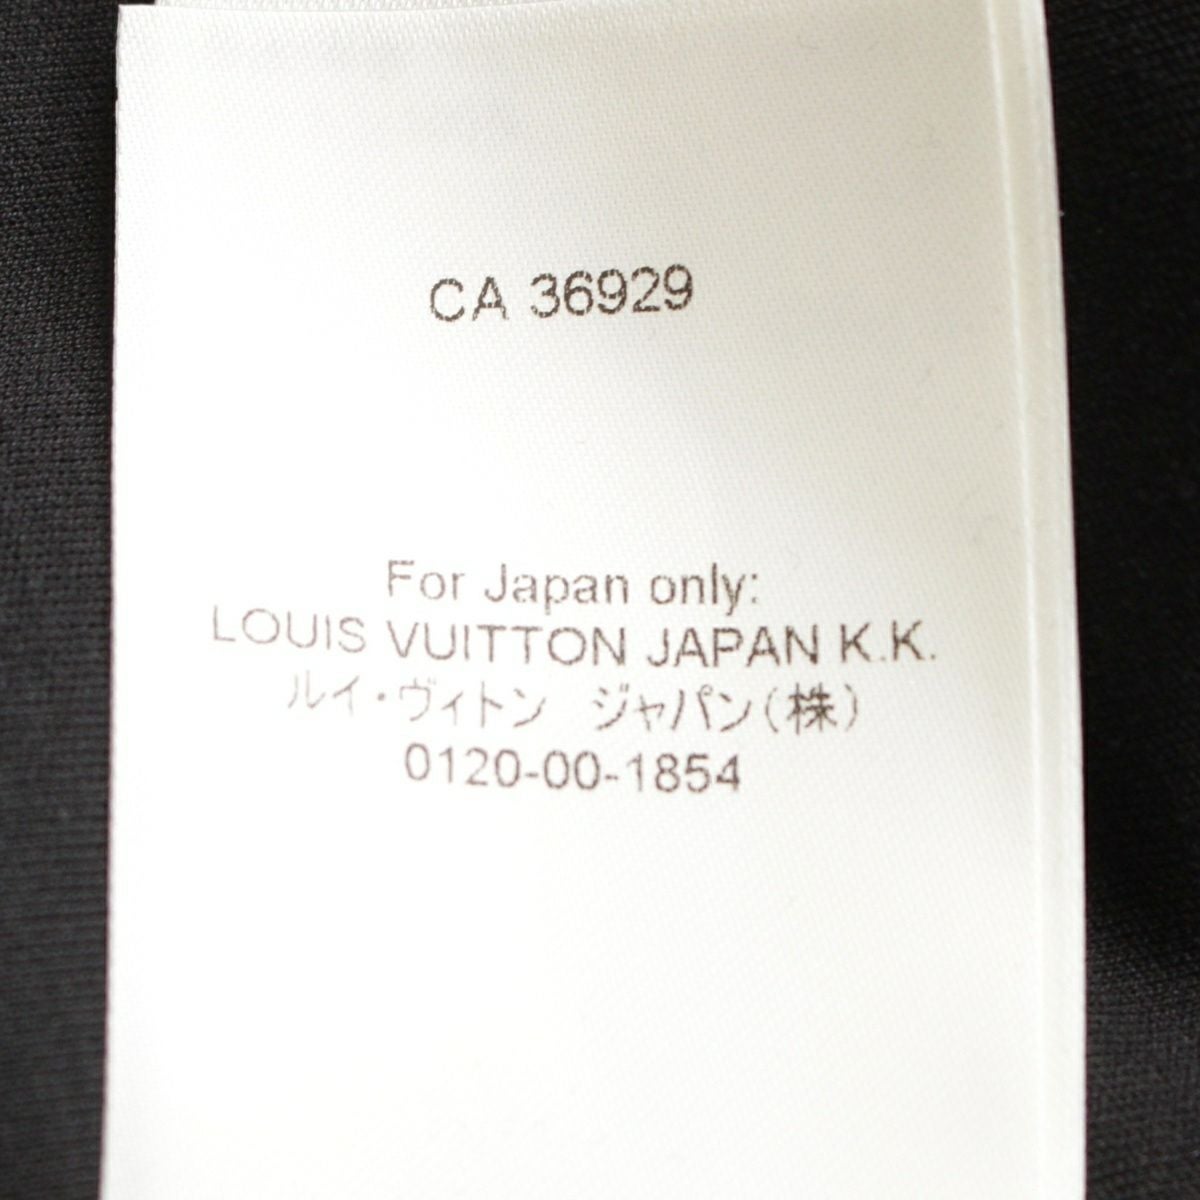 CA 36929
For Japan only:
LOUIS VUITTON JAPAN K.K.
ルイ・ヴィトン　ジャパン(株)
0120-00-1854